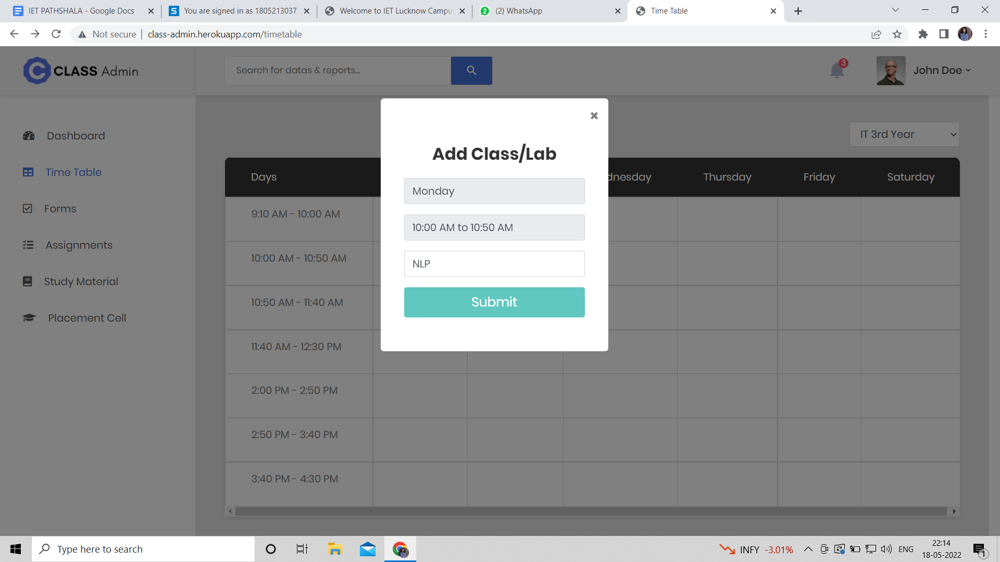 IET PATHSHALA - Google Docs
You are signed in as 1805213037
Welcome to IET Lucknow Campu
(2) WhatsApp
Time Table
Not secure
class-admin.herokuapp.com/timetable
CLASS Admin
Search for datas & reports...
3
John Doe
Dashboard
Time Table
Forms
Assignments
Study Material
Placement Cell
IT 3rd Year
Days
dnesday
Thursday
Friday
Saturday
9:10 AM - 10:00 AM
10:00 AM - 10:50 AM
10:50 AM - 11:40 AM
11:40 AM - 12:30 PM
2:00 PM - 2:50 PM
2:50 PM - 3:40 PM
3:40 PM - 4:30 PM
Add Class/Lab
Monday
10:00 AM to 10:50 AM
NLP
Submit
Type here to search
INFY -3.01%
ENG
22:14
18-05-2022
1